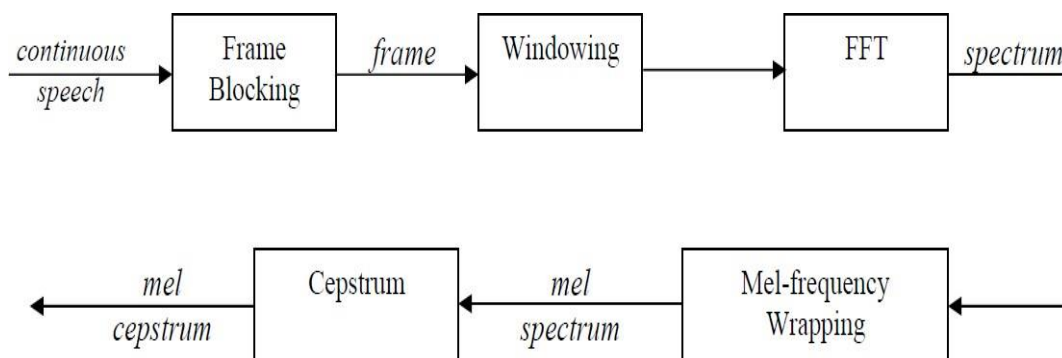 continuous
speech
Frame
Blocking
frame
Windowing
FFT
spectrum
mel
cepstrum
Cepstrum
mel
spectrum
Mel-frequency
Wrapping